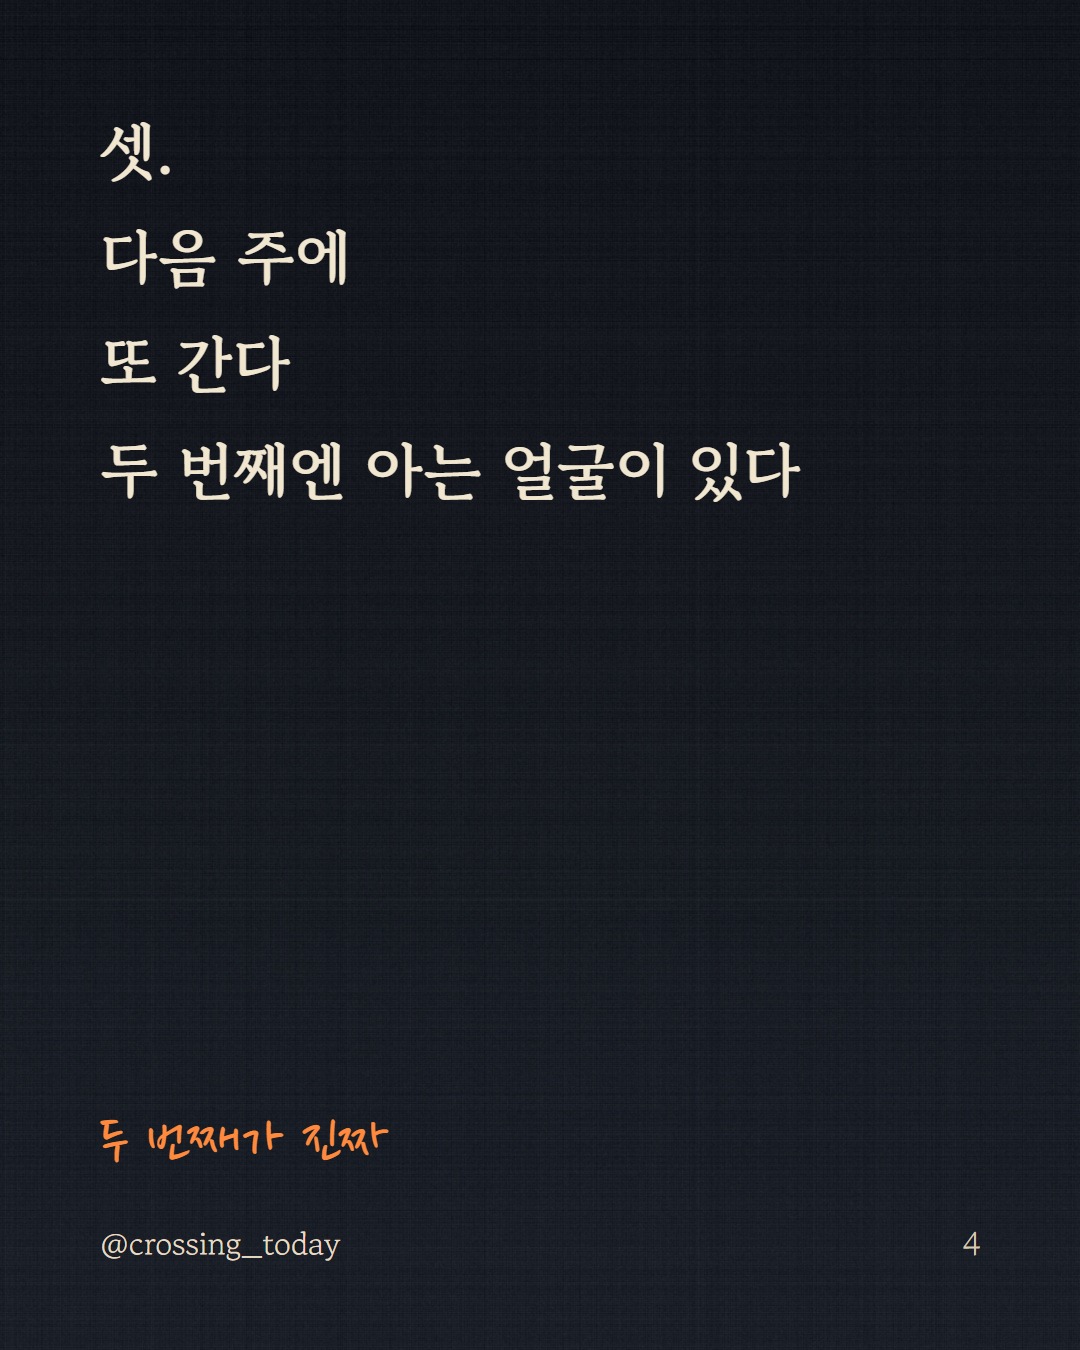 셋.
다음 주에
또 간다
두 번째엔 아는 얼굴이 있다
두 번째가 진짜
@crossing_today
4